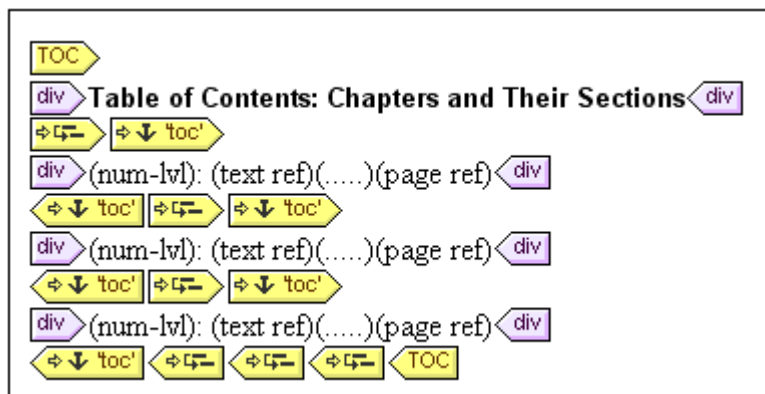 TOC
div Table of Contents: Chapters and Their Sections div
'toc'
div (num-lvl): (text ref)(.....)(page ref) div
'toc' 'toc'
div (num-lvl): (text ref)(.....)(page ref) div
'toc' 'toc'
div (num-lvl): (text ref)(.....)(page ref) div
'toc' TOC